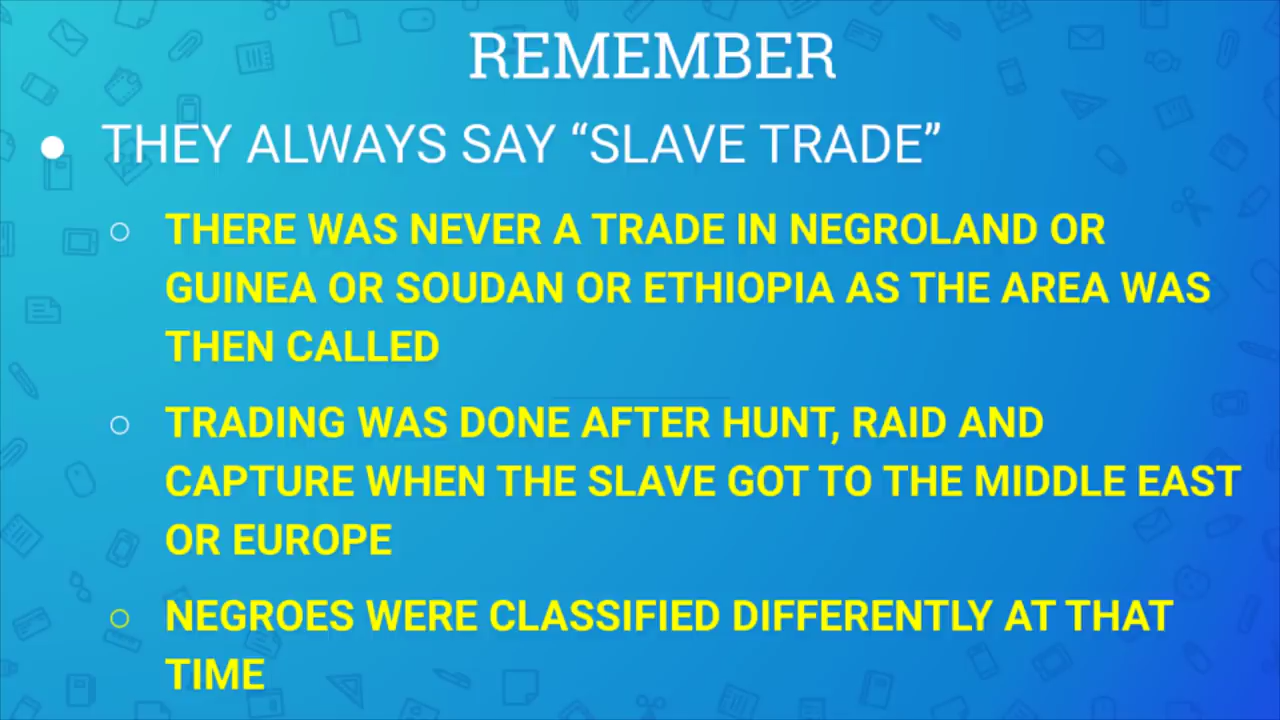 REMEMBER
● THEY ALWAYS SAY “SLAVE TRADE”
○ THERE WAS NEVER A TRADE IN NEGROLAND OR
GUINEA OR SOUDAN OR ETHIOPIA AS THE AREA WAS
THEN CALLED
○ TRADING WAS DONE AFTER HUNT, RAID AND
CAPTURE WHEN THE SLAVE GOT TO THE MIDDLE EAST
OR EUROPE
○ NEGROES WERE CLASSIFIED DIFFERENTLY AT THAT
TIME